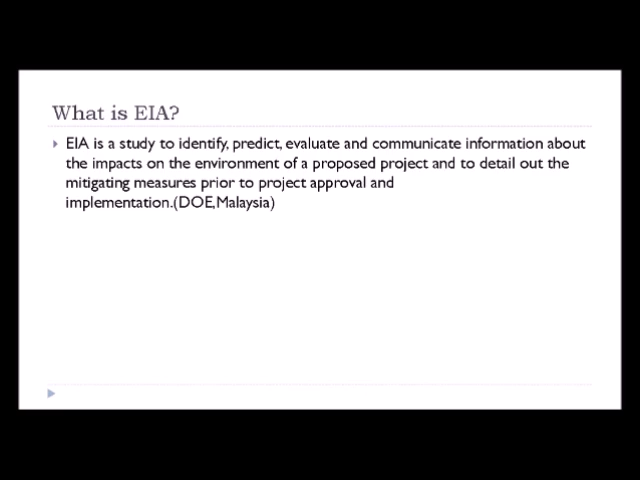 What is EIA?
EIA is a study to identify, predict, evaluate and communicate information about
the impacts on the environment of a proposed project and to detail out the
mitigating measures prior to project approval and
implementation.(DOE,Malaysia)